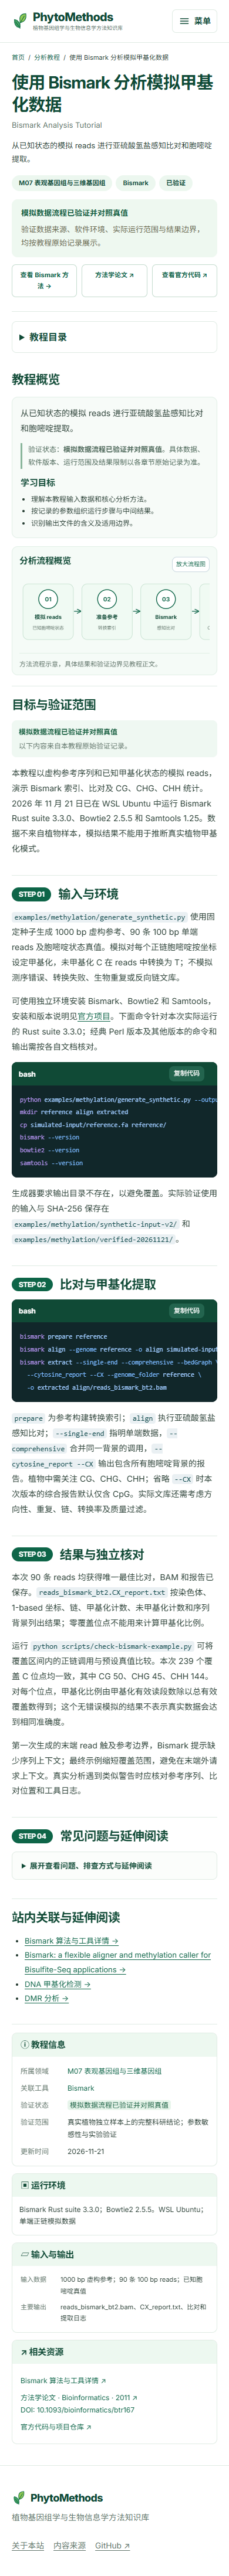 PhytoMethods
植物基因组学与生物信息学方法知识库
菜单
首页 / 分析教程 / 使用 Bismark 分析模拟甲基化数据
使用 Bismark 分析模拟甲基
化数据
Bismark Analysis Tutorial
从已知状态的模拟 reads 进行亚硫酸氢盐感知比对和胞嘧啶
提取。
M07 表观基因组与三维基因组
Bismark
已验证
模拟数据流程已验证并对照真值
验证数据来源、软件环境、实际运行范围与结果边界，
均按教程原始记录展示。
查看 Bismark 方
法 →
方法学论文 ↗
查看官方代码 ↗
▶ 教程目录
教程概览
从已知状态的模拟 reads 进行亚硫酸氢盐感知比对
和胞嘧啶提取。
验证状态：模拟数据流程已验证并对照真值。具体数据、
软件版本、运行范围及结果限制以各章节原始记录为准。
学习目标
• 理解本教程输入数据和核心分析方法。
• 按记录的参数组织运行步骤与中间结果。
• 识别输出文件的含义及适用边界。
分析流程概览
放大流程图
01
模拟 reads
已知胞嘧啶状态
→
02
准备参考
转换索引
→
03
Bismark
感知比对
→
方法流程示意，具体结果和验证边界见教程正文。
目标与验证范围
模拟数据流程已验证并对照真值
以下内容来自本教程原始验证记录。
本教程以虚构参考序列和已知甲基化状态的模拟 reads，
演示 Bismark 索引、比对及 CG、CHG、CHH 统计。
2026 年 11 月 21 日已在 WSL Ubuntu 中运行 Bismark
Rust suite 3.3.0、Bowtie2 2.5.5 和 Samtools 1.25。数
据不来自植物样本，模拟结果不能用于推断真实植物甲基
化模式。
STEP 01 输入与环境
examples/methylation/generate_synthetic.py 使用固
定种子生成 1000 bp 虚构参考、90 条 100 bp 单端
reads 及胞嘧啶状态真值。模拟对每个正链胞嘧啶按坐标
设定甲基化，未甲基化 C 在 reads 中转换为 T；不模拟
测序错误、转换失败、生物重复或反向链文库。
可使用独立环境安装 Bismark、Bowtie2 和 Samtools，
安装和版本说明见官方项目。下面命令针对本次实际运行
的 Rust suite 3.3.0；经典 Perl 版本及其他版本的命令和
输出需按各自文档核对。
bash
复制代码
python examples/methylation/generate_synthetic.py --outpu
mkdir reference align extracted
cp simulated-input/reference.fa reference/
bismark --version
bowtie2 --version
samtools --version
生成器要求输出目录不存在，以避免覆盖。实际验证使用
的输入与 SHA-256 保存在
examples/methylation/synthetic-input-v2/ 和
examples/methylation/verified-20261121/。
STEP 02 比对与甲基化提取
bash
复制代码
bismark prepare reference
bismark align --genome reference -o align simulated-input
bismark extract --single-end --comprehensive --bedGraph \
--cytosine_report --CX --genome_folder reference \
-o extracted align/reads_bismark_bt2.bam
prepare 为参考构建转换索引；align 执行亚硫酸氢盐
感知比对；--single-end 指明单端数据，--
comprehensive 合并同一背景的调用，--
cytosine_report --CX 输出包含所有胞嘧啶背景的报
告。植物中需关注 CG、CHG、CHH；省略 --CX 时本
次版本的综合报告默认仅含 CpG。实际文库还需考虑方
向性、重复、链、转换率及质量过滤。
STEP 03 结果与独立核对
本次 90 条 reads 均获得唯一最佳比对，BAM 和报告已
保存。reads_bismark_bt2.CX_report.txt 按染色体、
1-based 坐标、链、甲基化计数、未甲基化计数和序列
背景列出结果；零覆盖位点不能用来计算甲基化比例。
运行 python scripts/check-bismark-example.py 可将
覆盖区间内的正链调用与预设真值比较。本次 239 个覆
盖 C 位点均一致，其中 CG 50、CHG 45、CHH 144。
对每个位点，甲基化比例由甲基化有效读段数除以总有效
覆盖数得到；这个无错误模拟的结果不表示真实数据会达
到相同准确度。
第一次生成的末端 read 触及参考边界，Bismark 提示缺
少序列上下文；最终示例缩短覆盖范围，避免在末端外请
求上下文。真实分析遇到类似警告时应核对参考序列、比
对位置和工具日志。
STEP 04 常见问题与延伸阅读
▶ 展开查看问题、排查方式与延伸阅读
站内关联与延伸阅读
• Bismark 算法与工具详情 →
• Bismark: a flexible aligner and methylation caller for
Bisulfite-Seq applications →
• DNA 甲基化检测 →
• DMR 分析 →
教程信息
所属领域 M07 表观基因组与三维基因组
关联工具 Bismark
验证状态 模拟数据流程已验证并对照真值
验证范围 真实植物独立样本上的完整科研结论；参数敏
感性与实验验证
更新时间 2026-11-21
运行环境
Bismark Rust suite 3.3.0；Bowtie2 2.5.5。WSL Ubuntu；
单端正链模拟数据
输入与输出
输入数据 1000 bp 虚构参考；90 条 100 bp reads；已知胞
嘧啶真值
主要输出 reads_bismark_bt2.bam、CX_report.txt、比对和
提取日志
↗ 相关资源
Bismark 算法与工具详情 ↗
方法学论文 · Bioinformatics · 2011 ↗
DOI: 10.1093/bioinformatics/btr167
官方代码与项目仓库 ↗
PhytoMethods
植物基因组学与生物信息学方法知识库
关于本站 内容来源 GitHub ↗